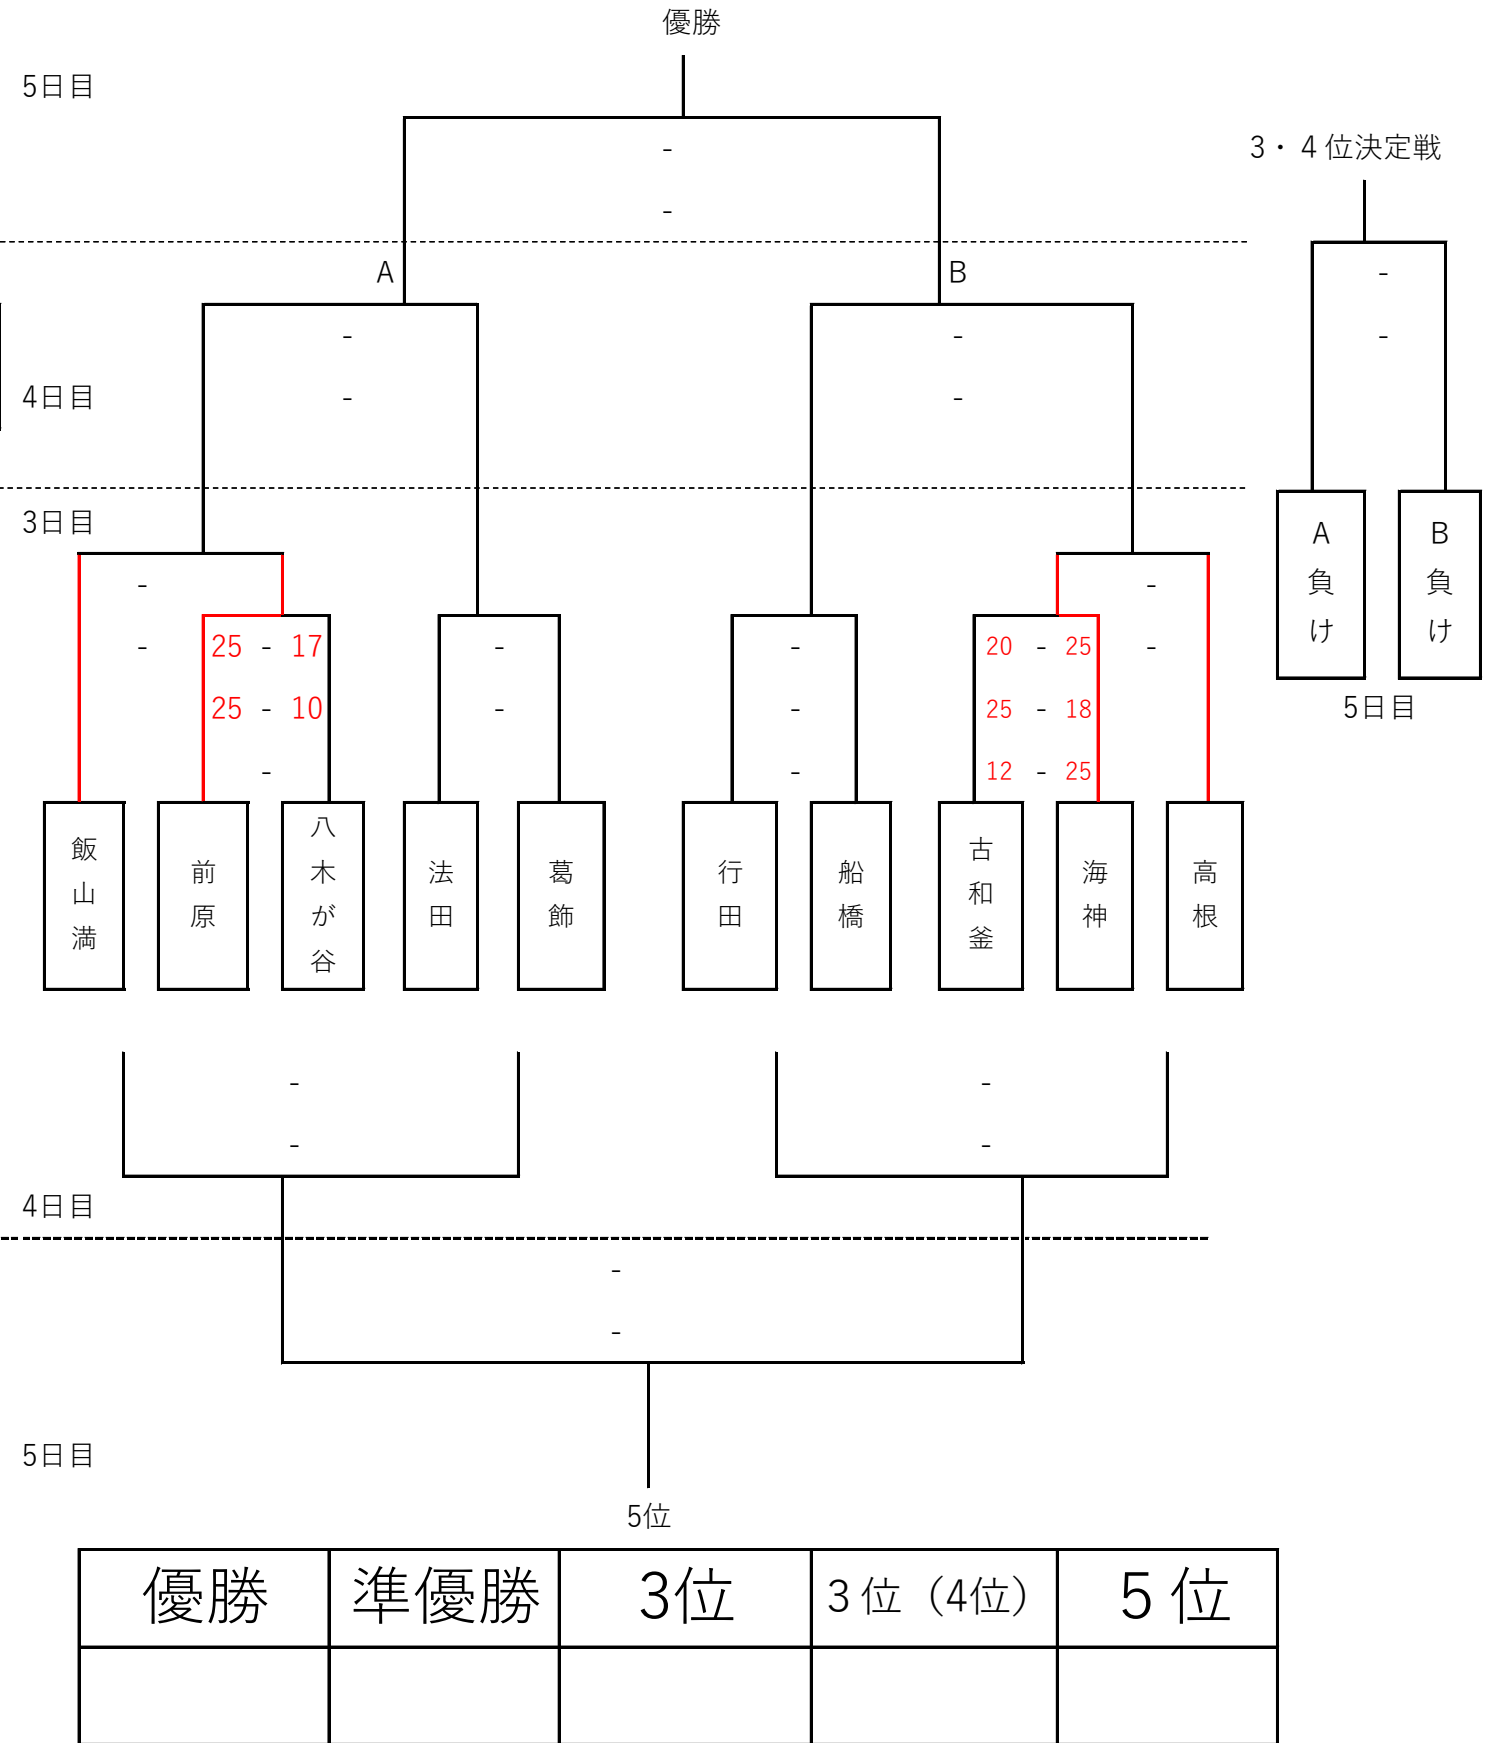 優勝
5日目
3・４位決定戦
-
-
A
B
-
-
-
-
-
-
4日目
3日目
-
-
-
-
25 - 17
25 - 10
-
-
-
-
-
-
20 - 25
25 - 18
12 - 25
A負け
B負け
5日目
飯山満
前原
八木が谷
法田
葛飾
行田
船橋
古和釜
海神
高根
-
-
-
-
4日目
-
-
5日目
5位
優勝
準優勝
3位
3位（4位）
5位